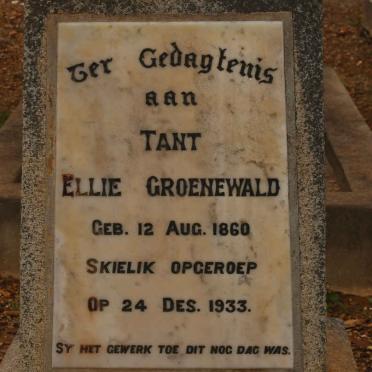 Ter Gedagtenis
aan
TANT
ELLIE GROENEWALD
GEB. 12 AUG. 1860
SKIELIK OPGEROEP
OP 24 DES. 1933.
SY HET GEWERK TOE DIT NOG DAG WAS.